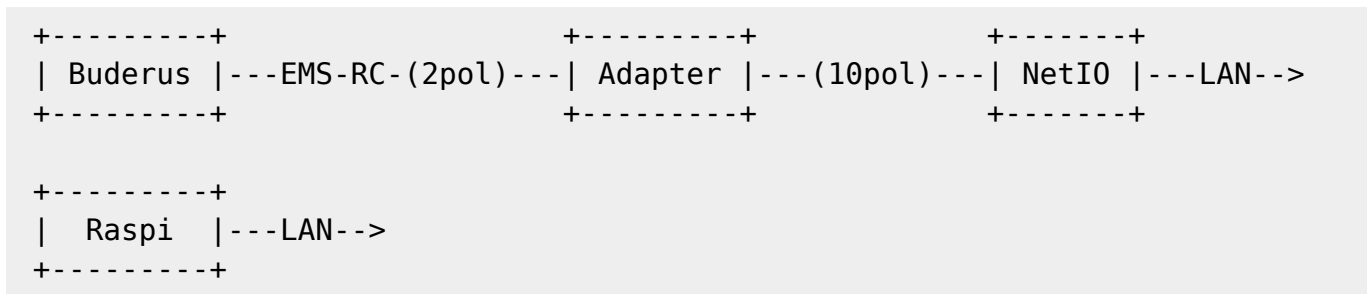 +---------+                    +---------+             +-------+
| Buderus |---EMS-RC-(2pol)---| Adapter |---(10pol)---| NetIO |---LAN-->
+---------+                    +---------+             +-------+
+---------+
|  Raspi  |---LAN-->
+---------+